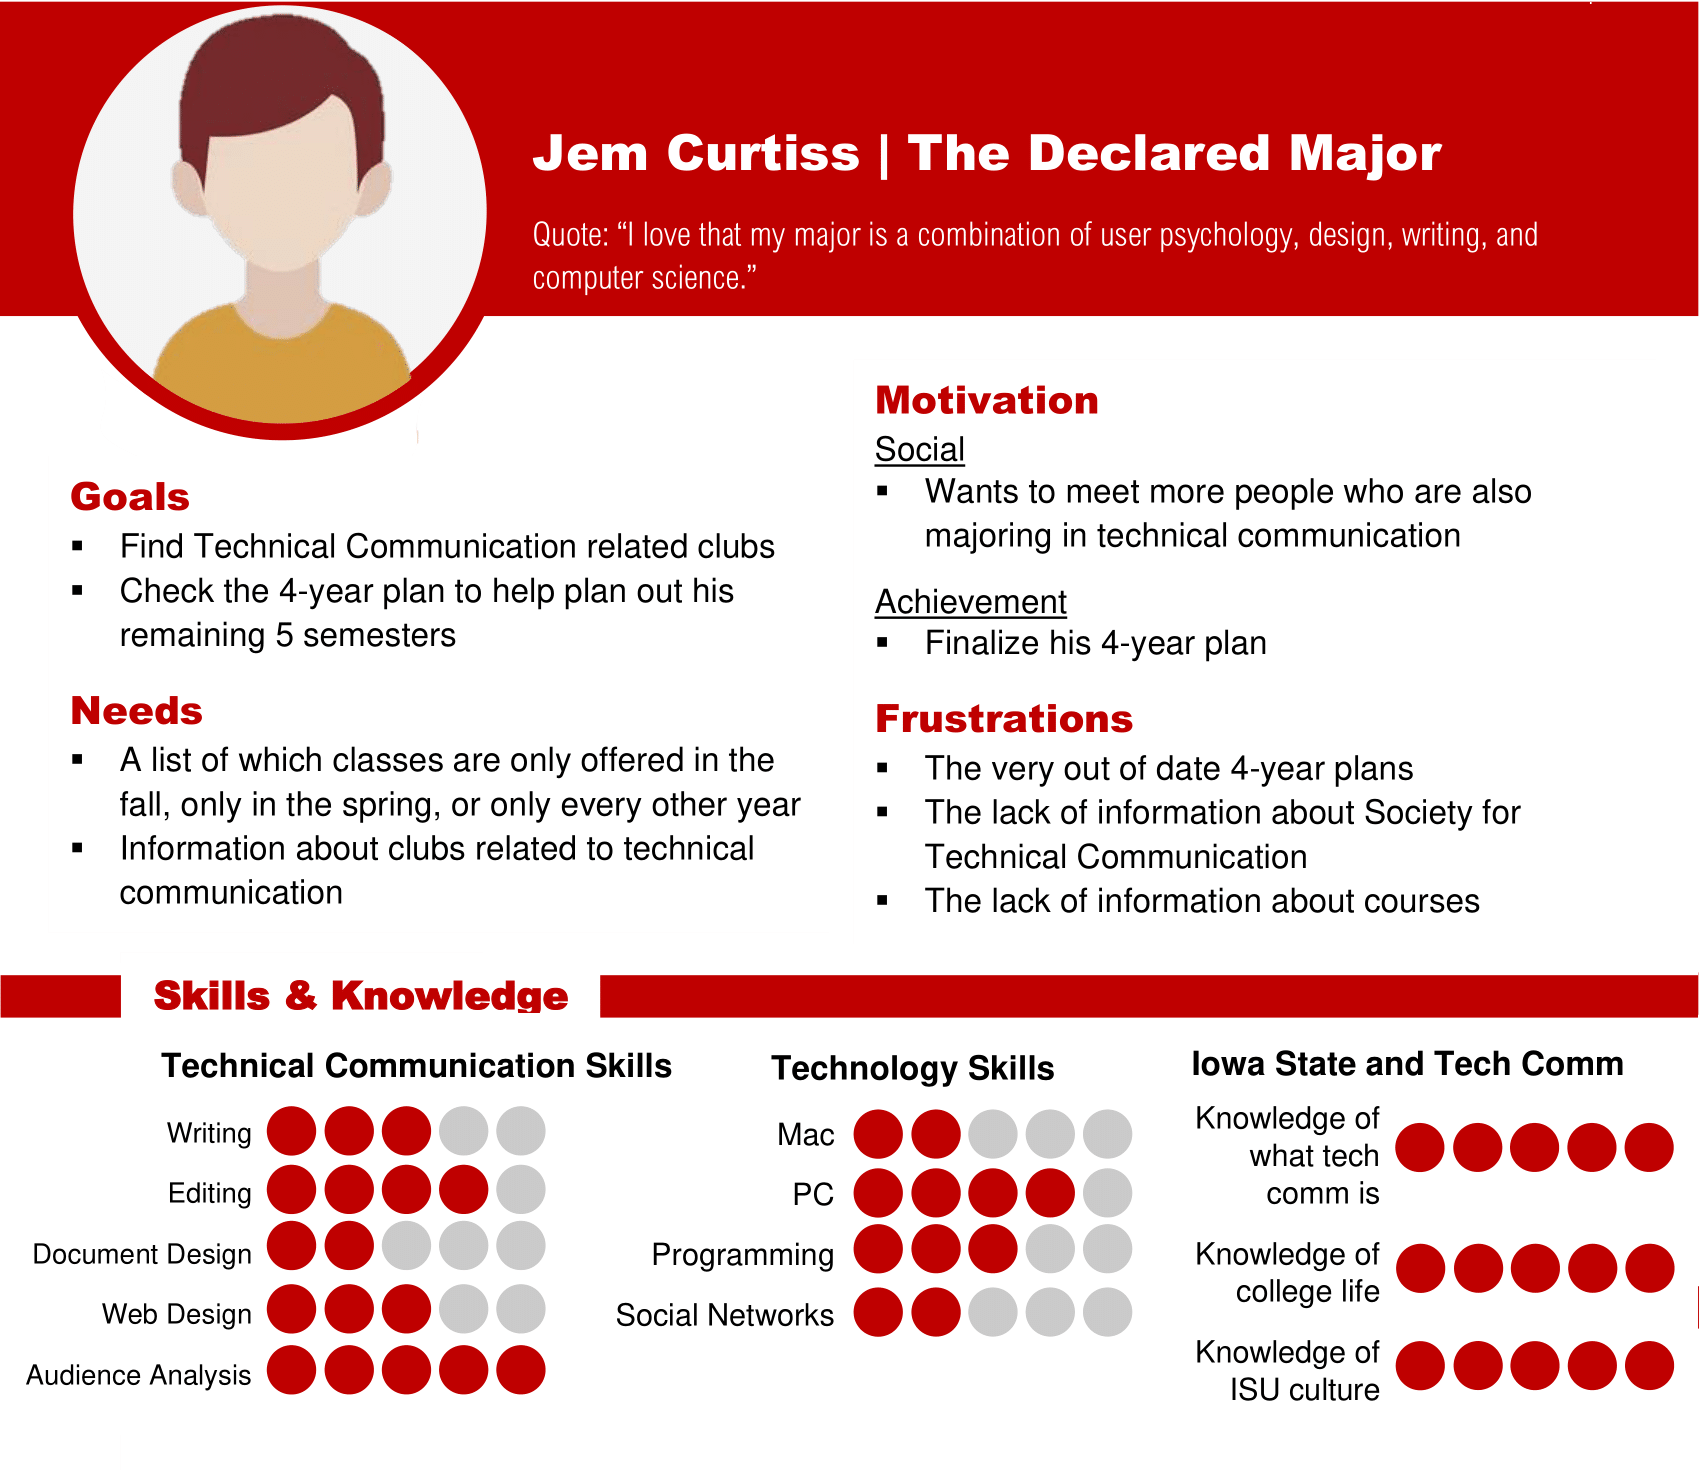 Jem Curtiss | The Declared Major
Quote: “I love that my major is a combination of user psychology, design, writing, and
computer science.”
Goals
▪ Find Technical Communication related clubs
▪ Check the 4-year plan to help plan out his
remaining 5 semesters
Needs
▪ A list of which classes are only offered in the
fall, only in the spring, or only every other year
▪ Information about clubs related to technical
communication
Motivation
Social
▪ Wants to meet more people who are also
majoring in technical communication
Achievement
▪ Finalize his 4-year plan
Frustrations
▪ The very out of date 4-year plans
▪ The lack of information about Society for
Technical Communication
▪ The lack of information about courses
Skills & Knowledge
Technical Communication Skills
Writing
Editing
Document Design
Web Design
Audience Analysis
Technology Skills
Mac
PC
Programming
Social Networks
Iowa State and Tech Comm
Knowledge of
what tech
comm is
Knowledge of
college life
Knowledge of
ISU culture